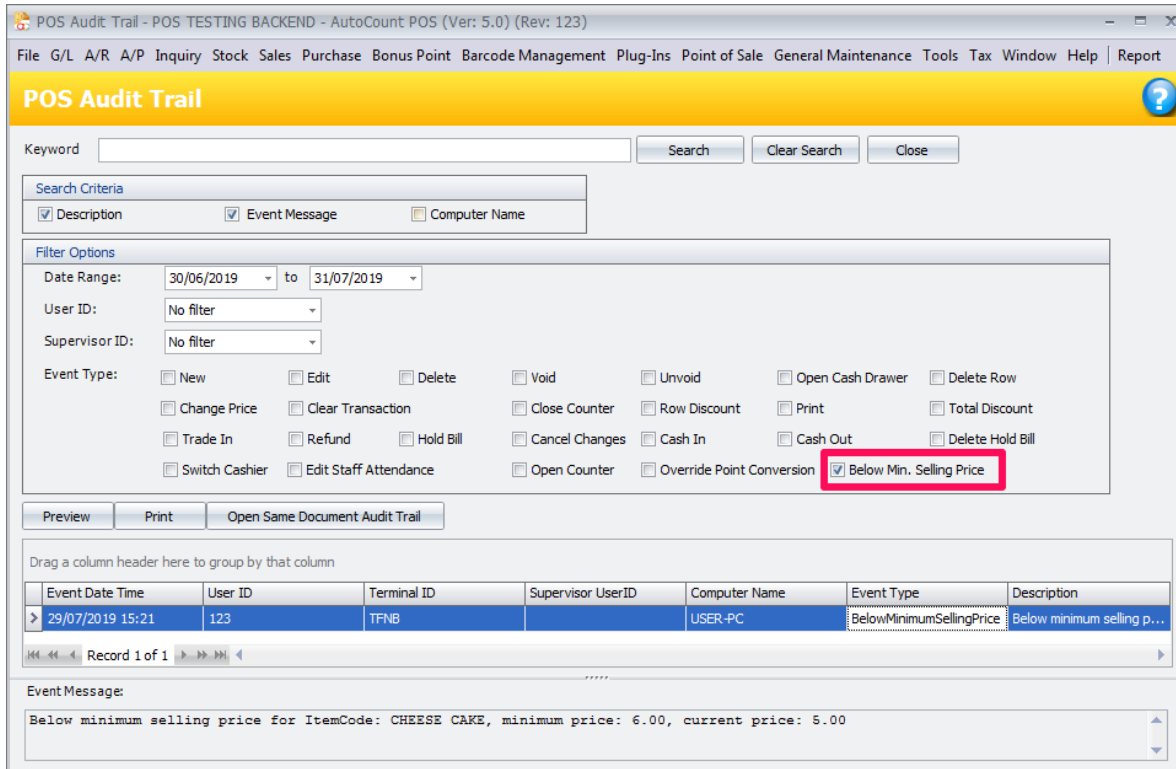 POS Audit Trail - POS TESTING BACKEND - AutoCount POS (Ver: 5.0) (Rev: 123)
File G/L A/R A/P Inquiry Stock Sales Purchase Bonus Point Barcode Management Plug-Ins Point of Sale General Maintenance Tools Tax Window Help Report
POS Audit Trail
Keyword Search Clear Search Close
Search Criteria
Description Event Message Computer Name
Filter Options
Date Range: 30/06/2019 to 31/07/2019
User ID: No filter
Supervisor ID: No filter
Event Type: New Edit Delete Void Unvoid Open Cash Drawer Delete Row
Change Price Clear Transaction Close Counter Row Discount Print Total Discount
Trade In Refund Hold Bill Cancel Changes Cash In Cash Out Delete Hold Bill
Switch Cashier Edit Staff Attendance Open Counter Override Point Conversion Below Min. Selling Price
Preview Print Open Same Document Audit Trail
Drag a column header here to group by that column
Event Date Time User ID Terminal ID Supervisor UserID Computer Name Event Type Description
29/07/2019 15:21 123 TFNB USER-PC BelowMinimumSellingPrice Below minimum selling p...
Record 1 of 1
Event Message:
Below minimum selling price for ItemCode: CHEESE CAKE, minimum price: 6.00, current price: 5.00